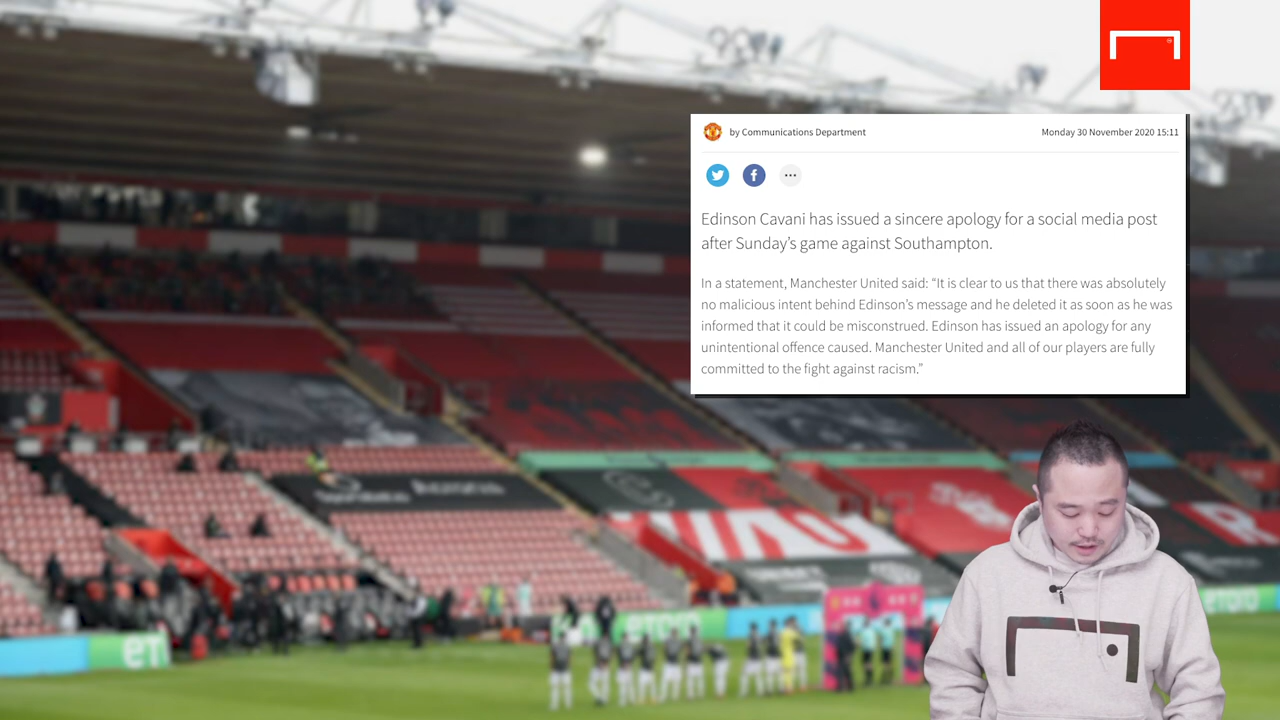 by Communications Department
Monday 30 November 2020 15:11
Edinson Cavani has issued a sincere apology for a social media post
after Sunday’s game against Southampton.
In a statement, Manchester United said: “It is clear to us that there was absolutely
no malicious intent behind Edinson’s message and he deleted it as soon as he was
informed that it could be misconstrued. Edinson has issued an apology for any
unintentional offence caused. Manchester United and all of our players are fully
committed to the fight against racism.”